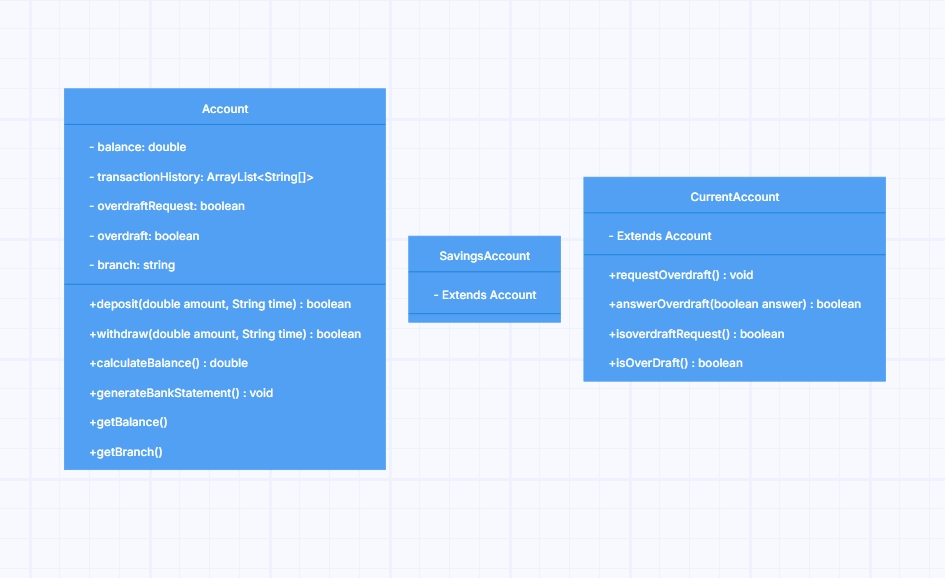 Account
- balance: double
- transactionHistory: ArrayList<String[]>
- overdraftRequest: boolean
- overdraft: boolean
- branch: string
+deposit(double amount, String time) : boolean
+withdraw(double amount, String time) : boolean
+calculateBalance() : double
+generateBankStatement() : void
+getBalance()
+getBranch()
SavingsAccount
- Extends Account
CurrentAccount
- Extends Account
+requestOverdraft() : void
+answerOverdraft(boolean answer) : boolean
+isoverdraftRequest() : boolean
+isOverDraft() : boolean